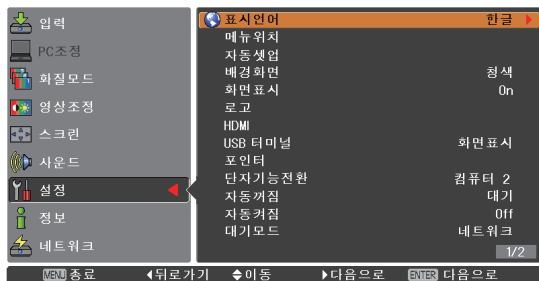 입력
PC조정
화질모드
영상조정
스크린
사운드
설정
정보
네트워크
표시언어 한글
메뉴위치
자동셋업
배경화면 청색
화면표시 On
로고
HDMI
USB 터미널 화면표시
포인터
단자기능전환 컴퓨터 2
자동꺼짐 대기
자동켜짐 Off
대기모드 네트워크
1/2
MENU 종료 뒤로가기 이동 다음으로 ENTER 다음으로